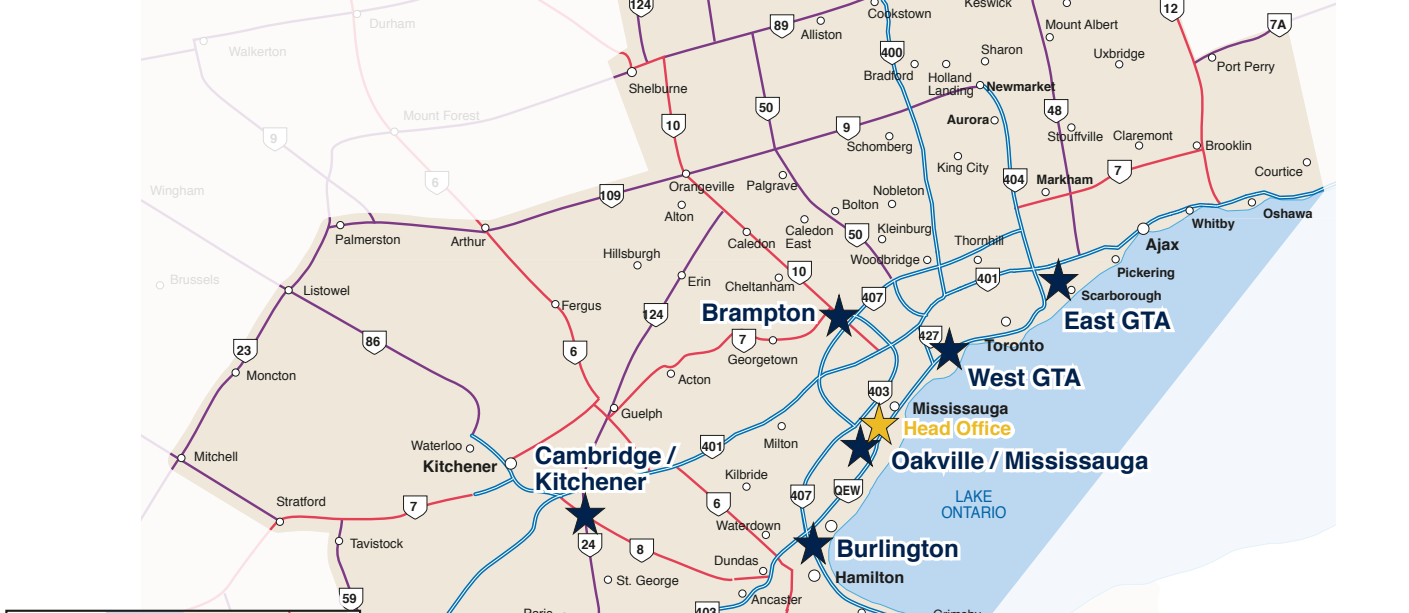 124
Cookstown
Keswick
12
Durham
89
Alliston
Mount Albert
7A
Walkerton
400
Sharon
Uxbridge
Port Perry
Bradford
Holland
Landing
Newmarket
Shelburne
50
48
Mount Forest
10
9
Aurora
Stouffville
Claremont
9
Schomberg
Brooklin
King City
7
Courtice
6
Orangeville
Palgrave
404
Markham
Wingham
109
Nobleton
Alton
Bolton
Oshawa
Whitby
Palmerston
Arthur
Caledon
Caledon
East
50
Kleinburg
Thornhill
Ajax
Hillsburgh
Woodbridge
Pickering
Brussels
Erin
10
Cheltenham
401
Listowel
407
Scarborough
Fergus
124
Brampton
East GTA
23
86
6
7
427
Toronto
Georgetown
Moncton
Acton
West GTA
403
Guelph
Mississauga
Head Office
Waterloo
401
Milton
Mitchell
Kitchener
Cambridge /
Kitchener
Oakville / Mississauga
Kilbride
407
QEW
LAKE
ONTARIO
Stratford
7
6
Waterdown
Tavistock
24
8
Burlington
Dundas
St. George
Hamilton
59
Ancaster
403
Paris
Grimsby